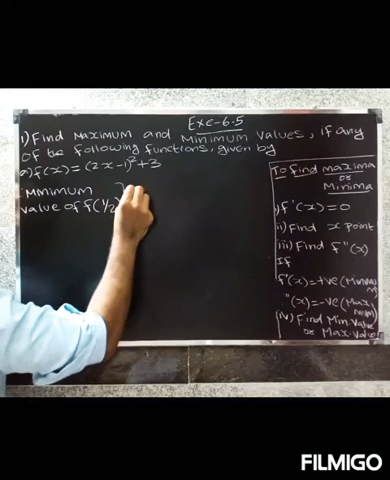 Exe-6.5
1) Find Maximum and Minimum values, if any
of the following functions, given by
a) f(x) = (2x-1)² + 3
Minimum
value of f(1/2)
To find maxima
or
Minima
i) f'(x) = 0
ii) Find x point
iii) Find f"(x)
If
f"(x) = +ve (Minimum)
"(x) = -ve (Maximum)
iv) Find Min. value
or Max. value
FILMIGO